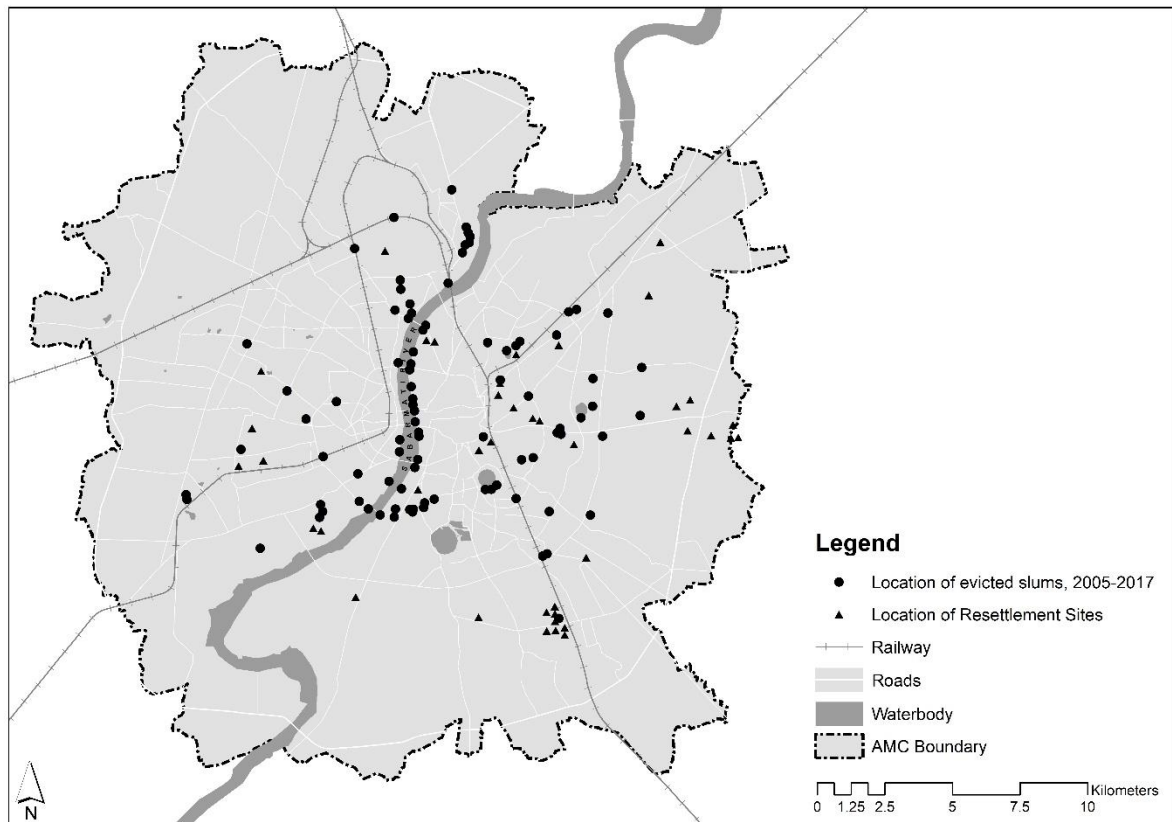 SABARMATI RIVER
Legend
Location of evicted slums, 2005-2017
Location of Resettlement Sites
Railway
Roads
Waterbody
AMC Boundary
Kilometers
0 1.25 2.5 5 7.5 10
N